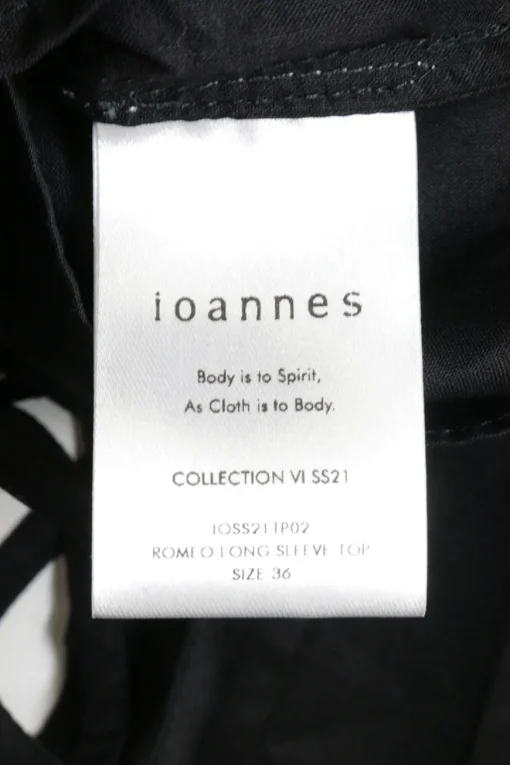 ioannes
Body is to Spirit,
As Cloth is to Body.
COLLECTION VI SS21
IOSS21TP02
ROMEO LONG SLEEVE TOP
SIZE 36